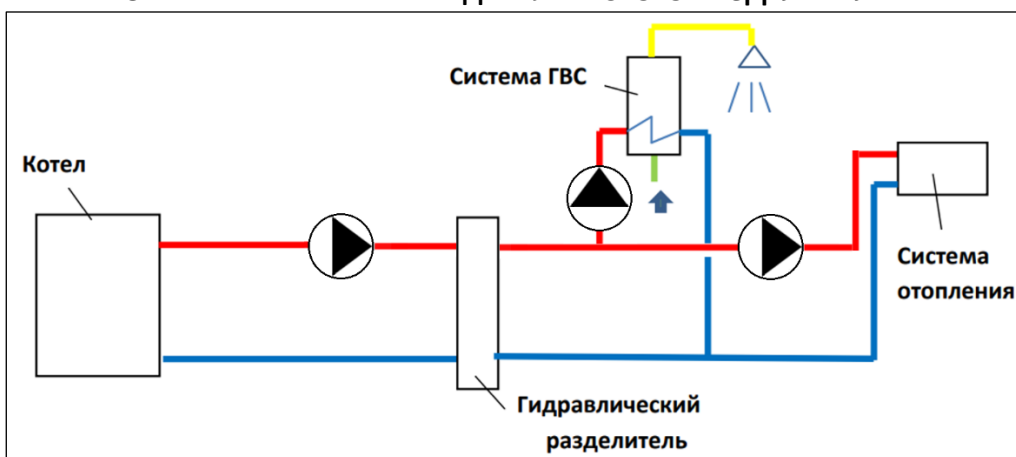 Система ГВС
Котел
Система
отопления
Гидравлический
разделитель